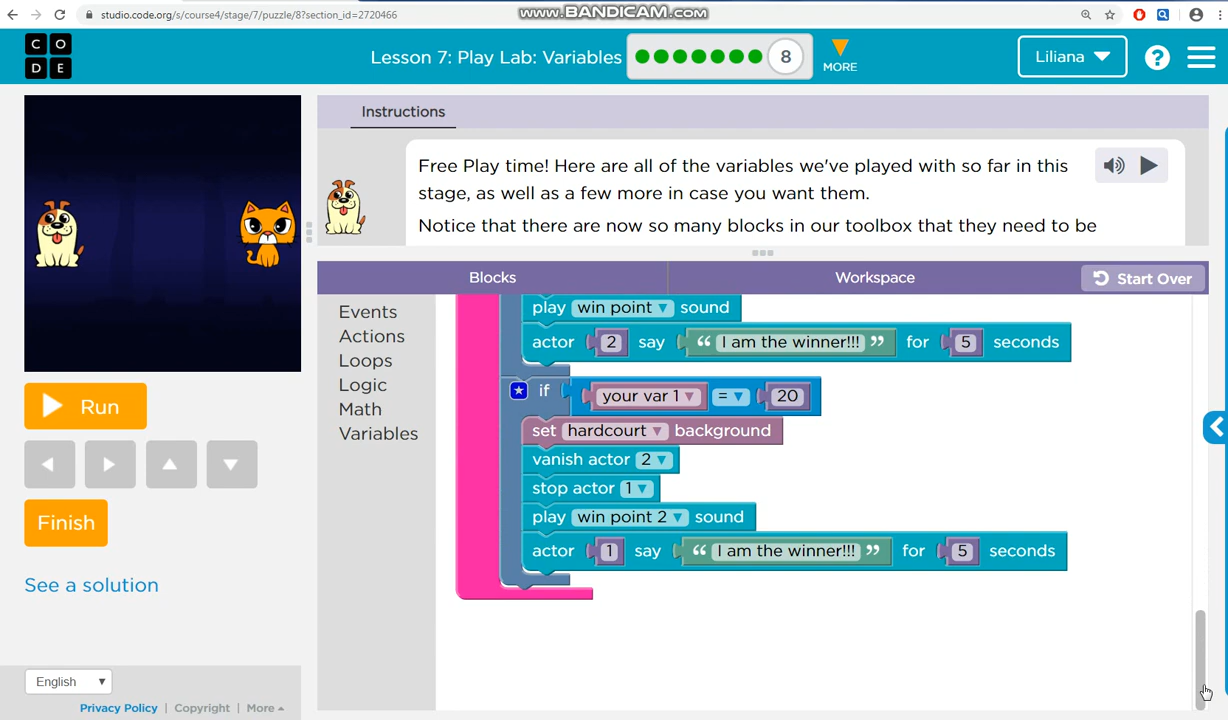 studio.code.org/s/course4/stage/7/puzzle/8?section_id=2720466
www.BANDICAM.com
C O
D E
Lesson 7: Play Lab: Variables
8
MORE
Liliana
?
Instructions
Free Play time! Here are all of the variables we've played with so far in this
stage, as well as a few more in case you want them.
Notice that there are now so many blocks in our toolbox that they need to be
Blocks
Workspace
Start Over
Events
Actions
Loops
Logic
Math
Variables
play win point sound
actor 2 say “ I am the winner!!! ” for 5 seconds
if your var 1 = 20
set hardcourt background
vanish actor 2
stop actor 1
play win point 2 sound
actor 1 say “ I am the winner!!! ” for 5 seconds
Run
Finish
See a solution
English
Privacy Policy | Copyright | More